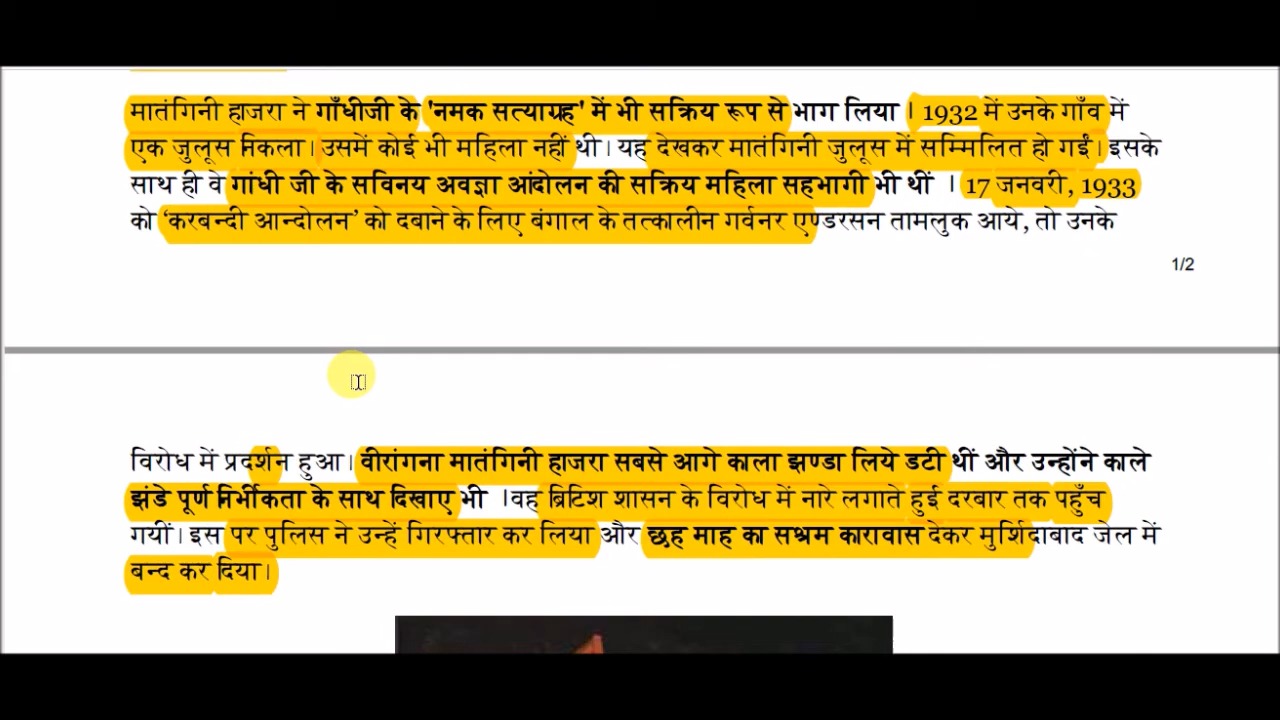 मातंगिनी हाजरा ने गाँधीजी के 'नमक सत्याग्रह' में भी सक्रिय रूप से भाग लिया । 1932 में उनके गाँव में
एक जुलूस निकला। उसमें कोई भी महिला नहीं थी। यह देखकर मातंगिनी जुलूस में सम्मिलित हो गईं। इसके
साथ ही वे गांधी जी के सविनय अवज्ञा आंदोलन की सक्रिय महिला सहभागी भी थीं । 17 जनवरी, 1933
को ‘करबन्दी आन्दोलन’ को दबाने के लिए बंगाल के तत्कालीन गर्वनर एण्डरसन तामलुक आये, तो उनके
1/2
विरोध में प्रदर्शन हुआ। वीरांगना मातंगिनी हाजरा सबसे आगे काला झण्डा लिये डटी थीं और उन्होंने काले
झंडे पूर्ण निर्भीकता के साथ दिखाए भी ।वह ब्रिटिश शासन के विरोध में नारे लगाते हुई दरबार तक पहुँच
गयीं। इस पर पुलिस ने उन्हें गिरफ्तार कर लिया और छह माह का सश्रम कारावास देकर मुर्शिदाबाद जेल में
बन्द कर दिया।